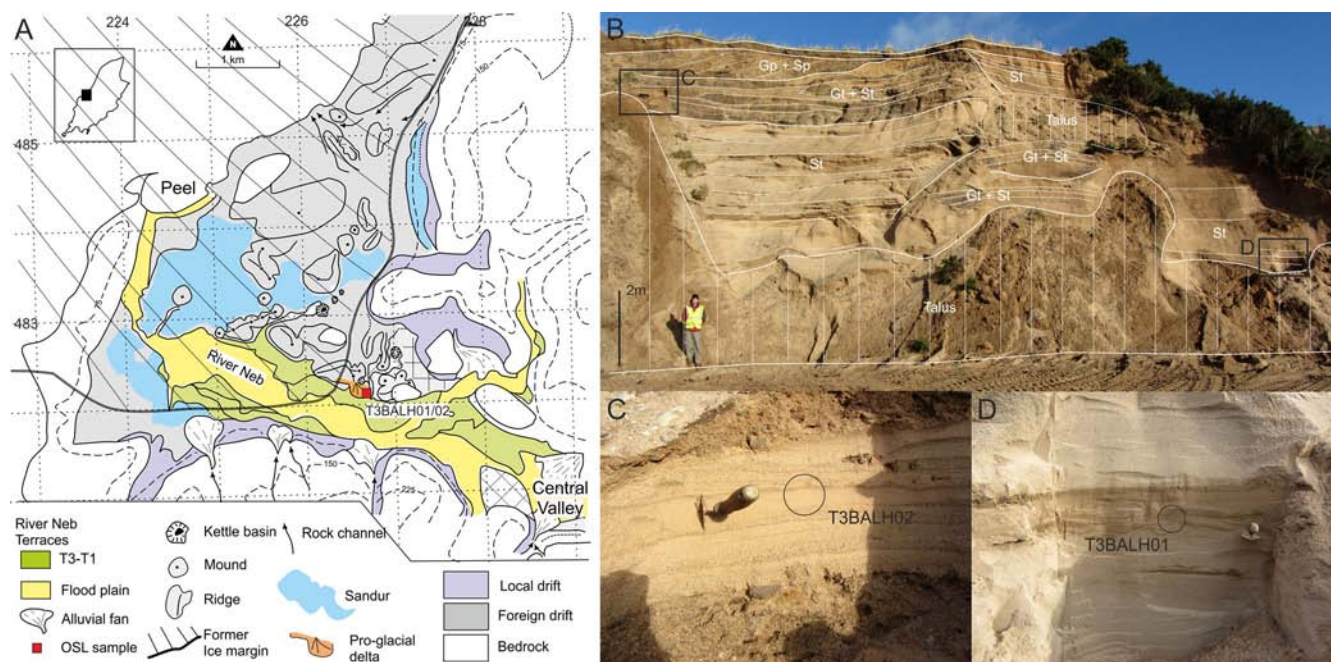 A
224
226
228
N
1 km
75
150
485
Peel
75
483
River Neb
T3BALH01/02
150
225
Central
Valley
River Neb
Terraces
T3-T1
Flood plain
Alluvial fan
OSL sample
Kettle basin
Mound
Ridge
Former
Ice margin
Rock channel
Sandur
Pro-glacial
delta
Local drift
Foreign drift
Bedrock
B
Gp + Sp
C
St
Gt + St
Talus
St
Gt + St
Gt + St
St
D
2m
Talus
C
T3BALH02
D
T3BALH01